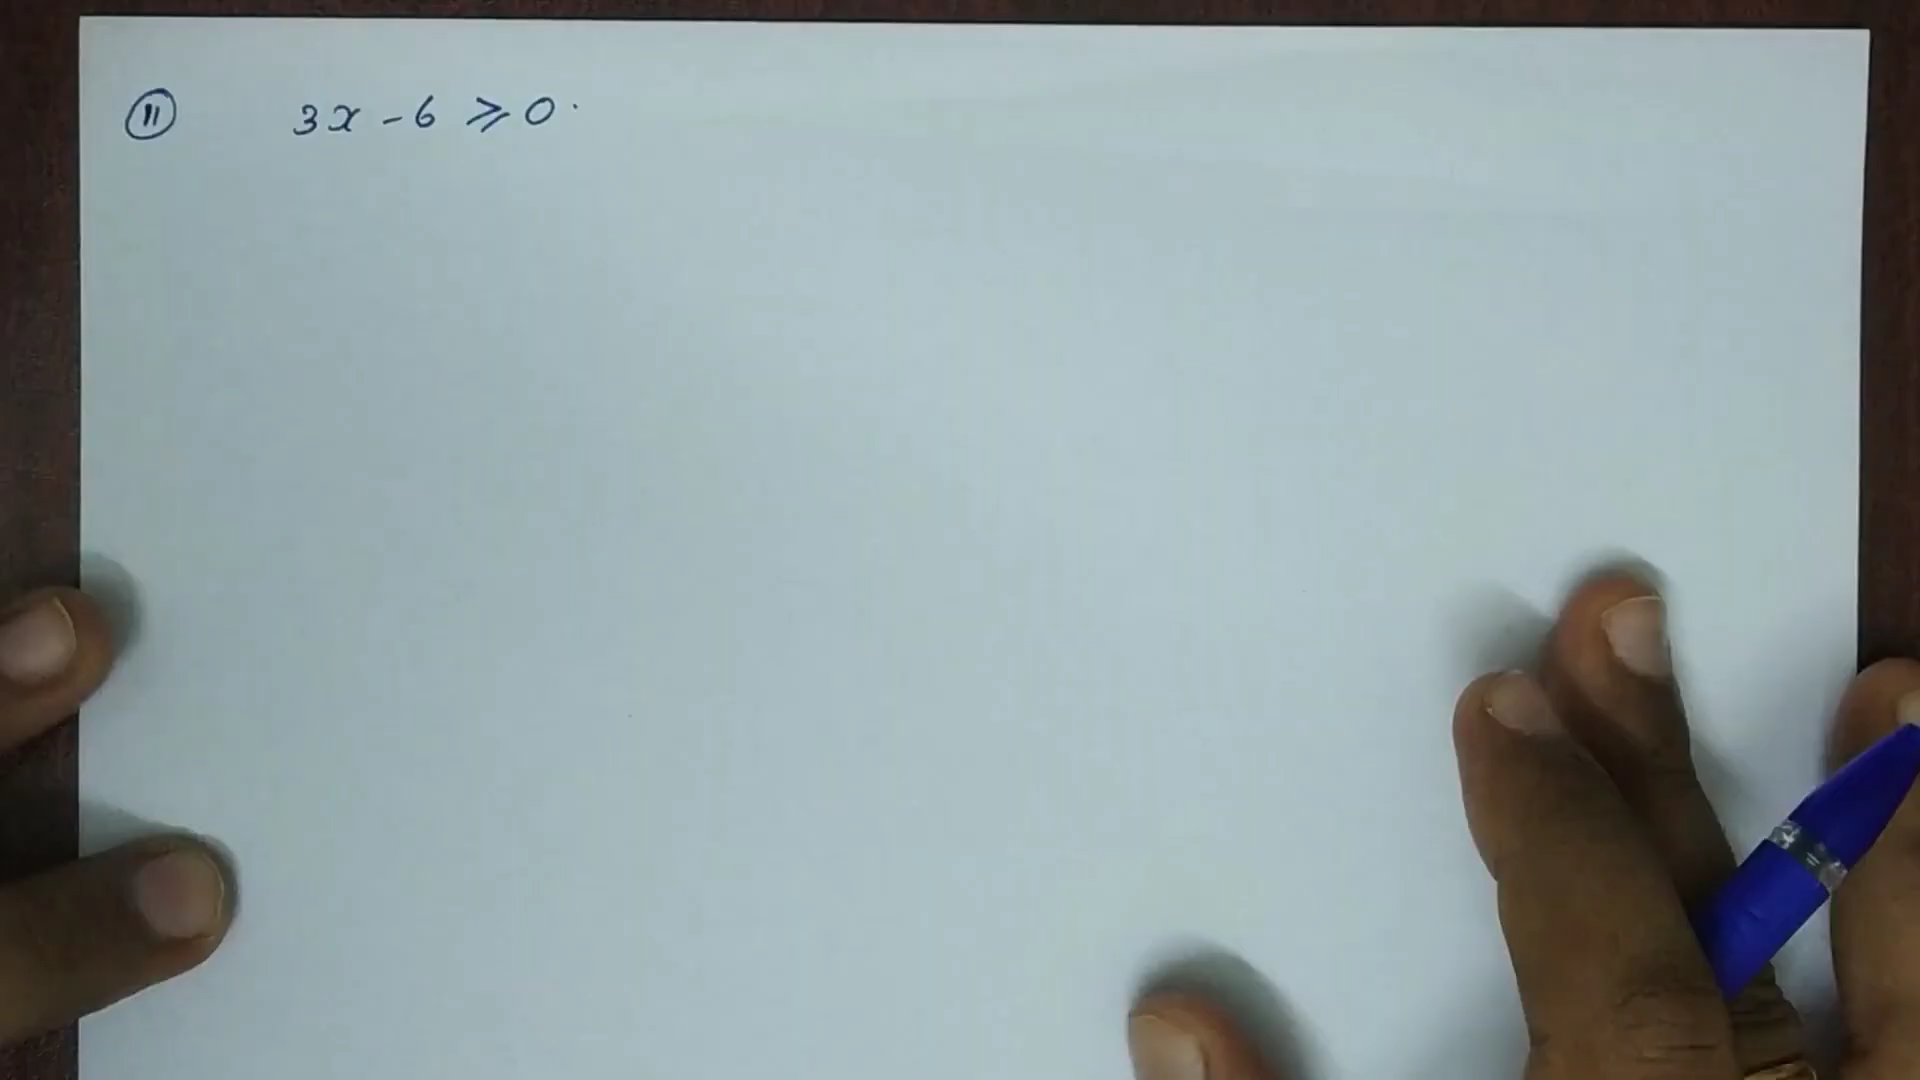 ⑪ 3x - 6 ⩾ 0.